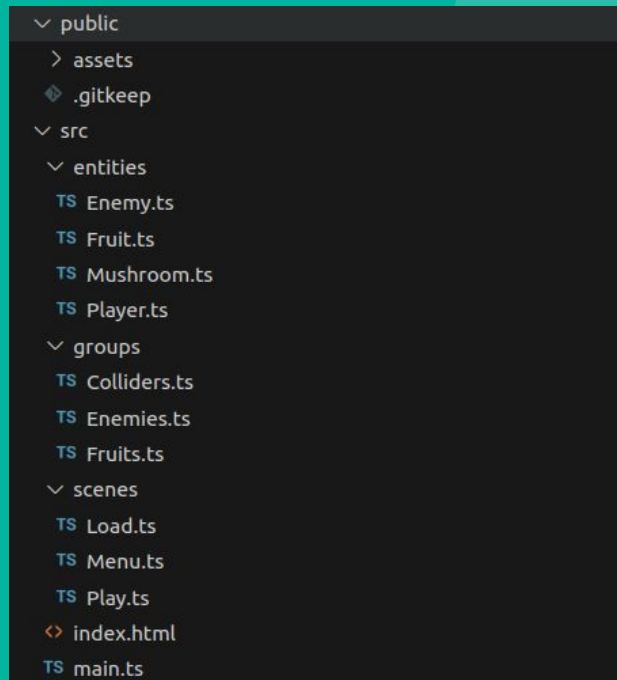 public
assets
.gitkeep
src
entities
TS Enemy.ts
TS Fruit.ts
TS Mushroom.ts
TS Player.ts
groups
TS Colliders.ts
TS Enemies.ts
TS Fruits.ts
scenes
TS Load.ts
TS Menu.ts
TS Play.ts
<> index.html
TS main.ts